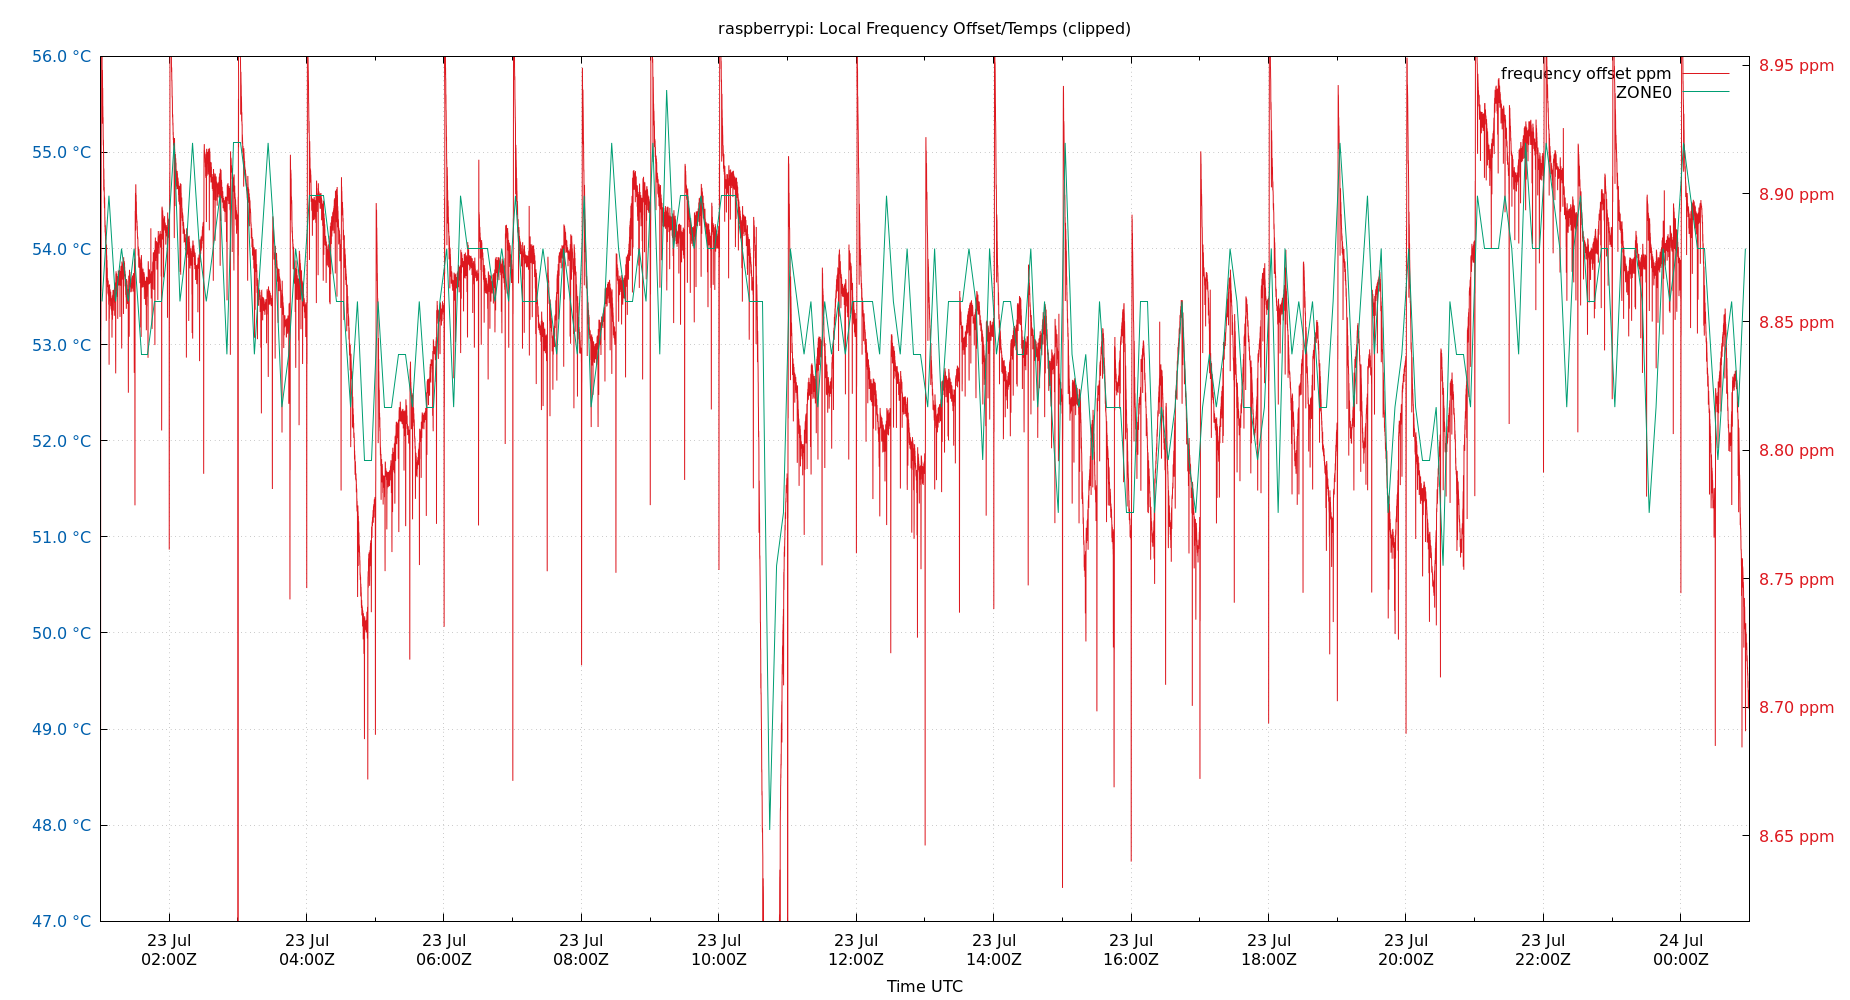 raspberrypi: Local Frequency Offset/Temps (clipped)
56.0 °C
55.0 °C
54.0 °C
53.0 °C
52.0 °C
51.0 °C
50.0 °C
49.0 °C
48.0 °C
47.0 °C
frequency offset ppm
ZONE0
8.95 ppm
8.90 ppm
8.85 ppm
8.80 ppm
8.75 ppm
8.70 ppm
8.65 ppm
23 Jul 23 Jul 23 Jul 23 Jul 23 Jul 23 Jul 23 Jul 23 Jul 23 Jul 23 Jul 23 Jul 24 Jul
02:00Z 04:00Z 06:00Z 08:00Z 10:00Z 12:00Z 14:00Z 16:00Z 18:00Z 20:00Z 22:00Z 00:00Z
Time UTC